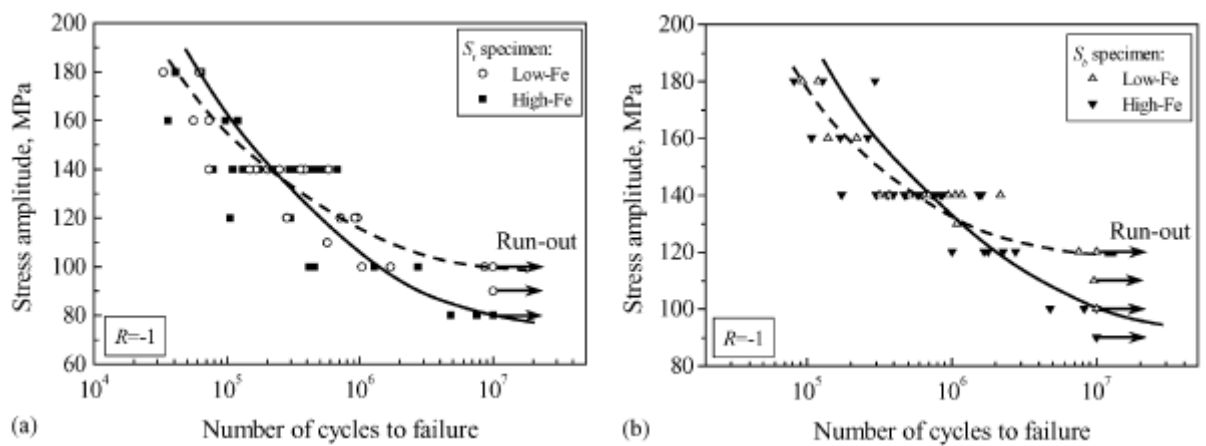 (a)
Stress amplitude, MPa
200
180
160
140
120
100
80
60
S_t specimen:
Low-Fe
High-Fe
Run-out
R=-1
10^4
10^5
10^6
10^7
Number of cycles to failure
(b)
Stress amplitude, MPa
200
180
160
140
120
100
80
S_b specimen:
Low-Fe
High-Fe
Run-out
R=-1
10^5
10^6
10^7
Number of cycles to failure